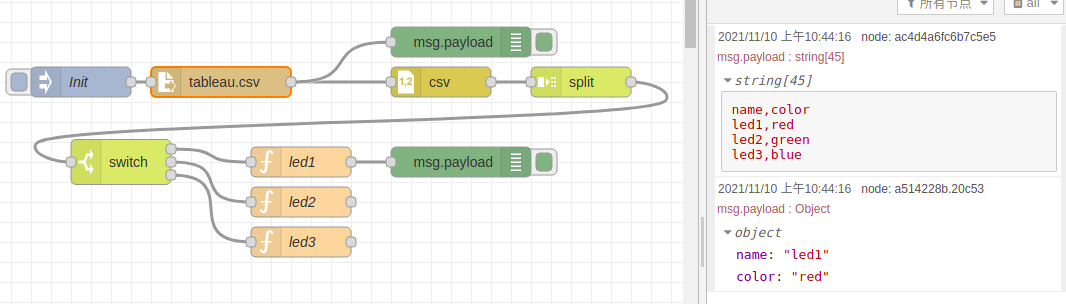 所有节点
all
msg.payload
Init
tableau.csv
1,2
csv
split
switch
led1
msg.payload
led2
led3
2021/11/10 上午10:44:16 node: ac4d4a6fc6b7c5e5
msg.payload : string[45]
string[45]
name,color
led1,red
led2,green
led3,blue
2021/11/10 上午10:44:16 node: a514228b.20c53
msg.payload : Object
object
name: "led1"
color: "red"